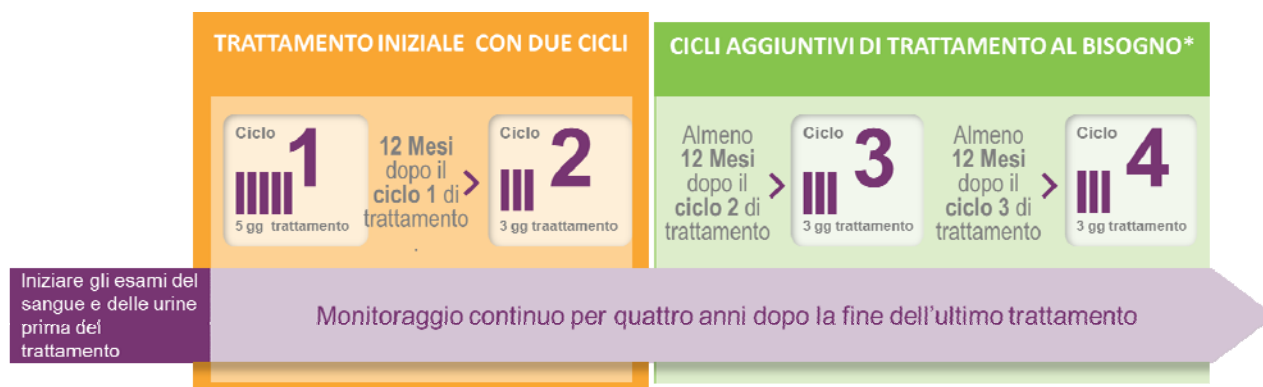 TRATTAMENTO INIZIALE CON DUE CICLI
CICLI AGGIUNTIVI DI TRATTAMENTO AL BISOGNO*
Ciclo 1
5 gg trattamento
12 Mesi
dopo il
ciclo 1 di
trattamento
.
Ciclo 2
3 gg traattamento
Almeno
12 Mesi
dopo il
ciclo 2 di
trattamento
Ciclo 3
3 gg trattamento
Almeno
12 Mesi
dopo il
ciclo 3 di
trattamento
Ciclo 4
3 gg trattamento
Iniziare gli esami del
sangue e delle urine
prima del
trattamento
Monitoraggio continuo per quattro anni dopo la fine dell'ultimo trattamento